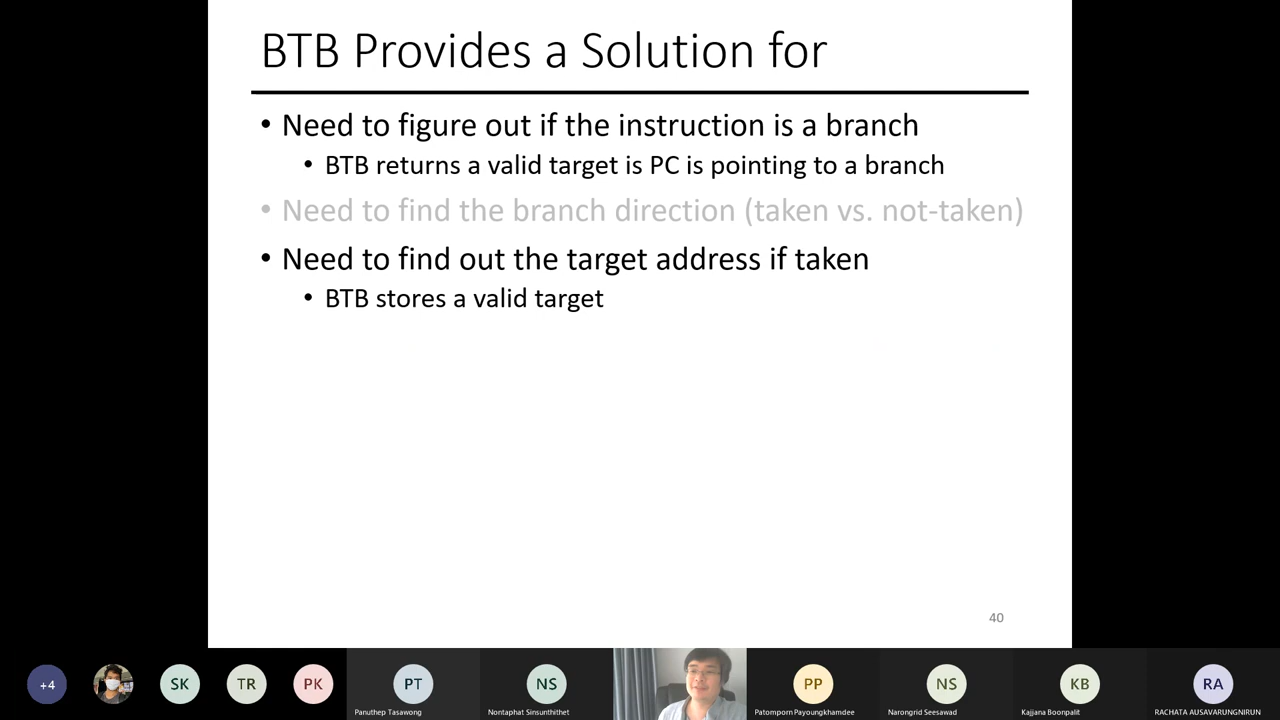 BTB Provides a Solution for
• Need to figure out if the instruction is a branch
• BTB returns a valid target is PC is pointing to a branch
• Need to find the branch direction (taken vs. not-taken)
• Need to find out the target address if taken
• BTB stores a valid target
40
+4
SK
TR
PK
PT
NS
PP
NS
KB
RA
Panuthep Tasawong
Nontaphat Sinsunthithet
Patomporn Payoungkhamdee
Narongrid Seesawad
Kajjana Boonpalit
RACHATA AUSAVARUNGNIRUN